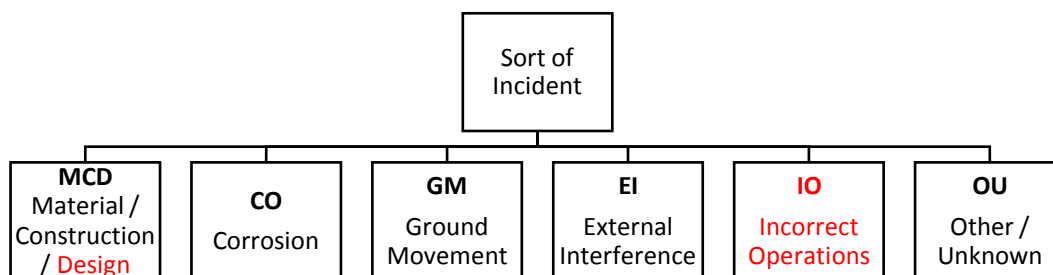 Sort of
Incident
MCD
Material /
Construction
/ Design
CO
Corrosion
GM
Ground
Movement
EI
External
Interference
IO
Incorrect
Operations
OU
Other /
Unknown